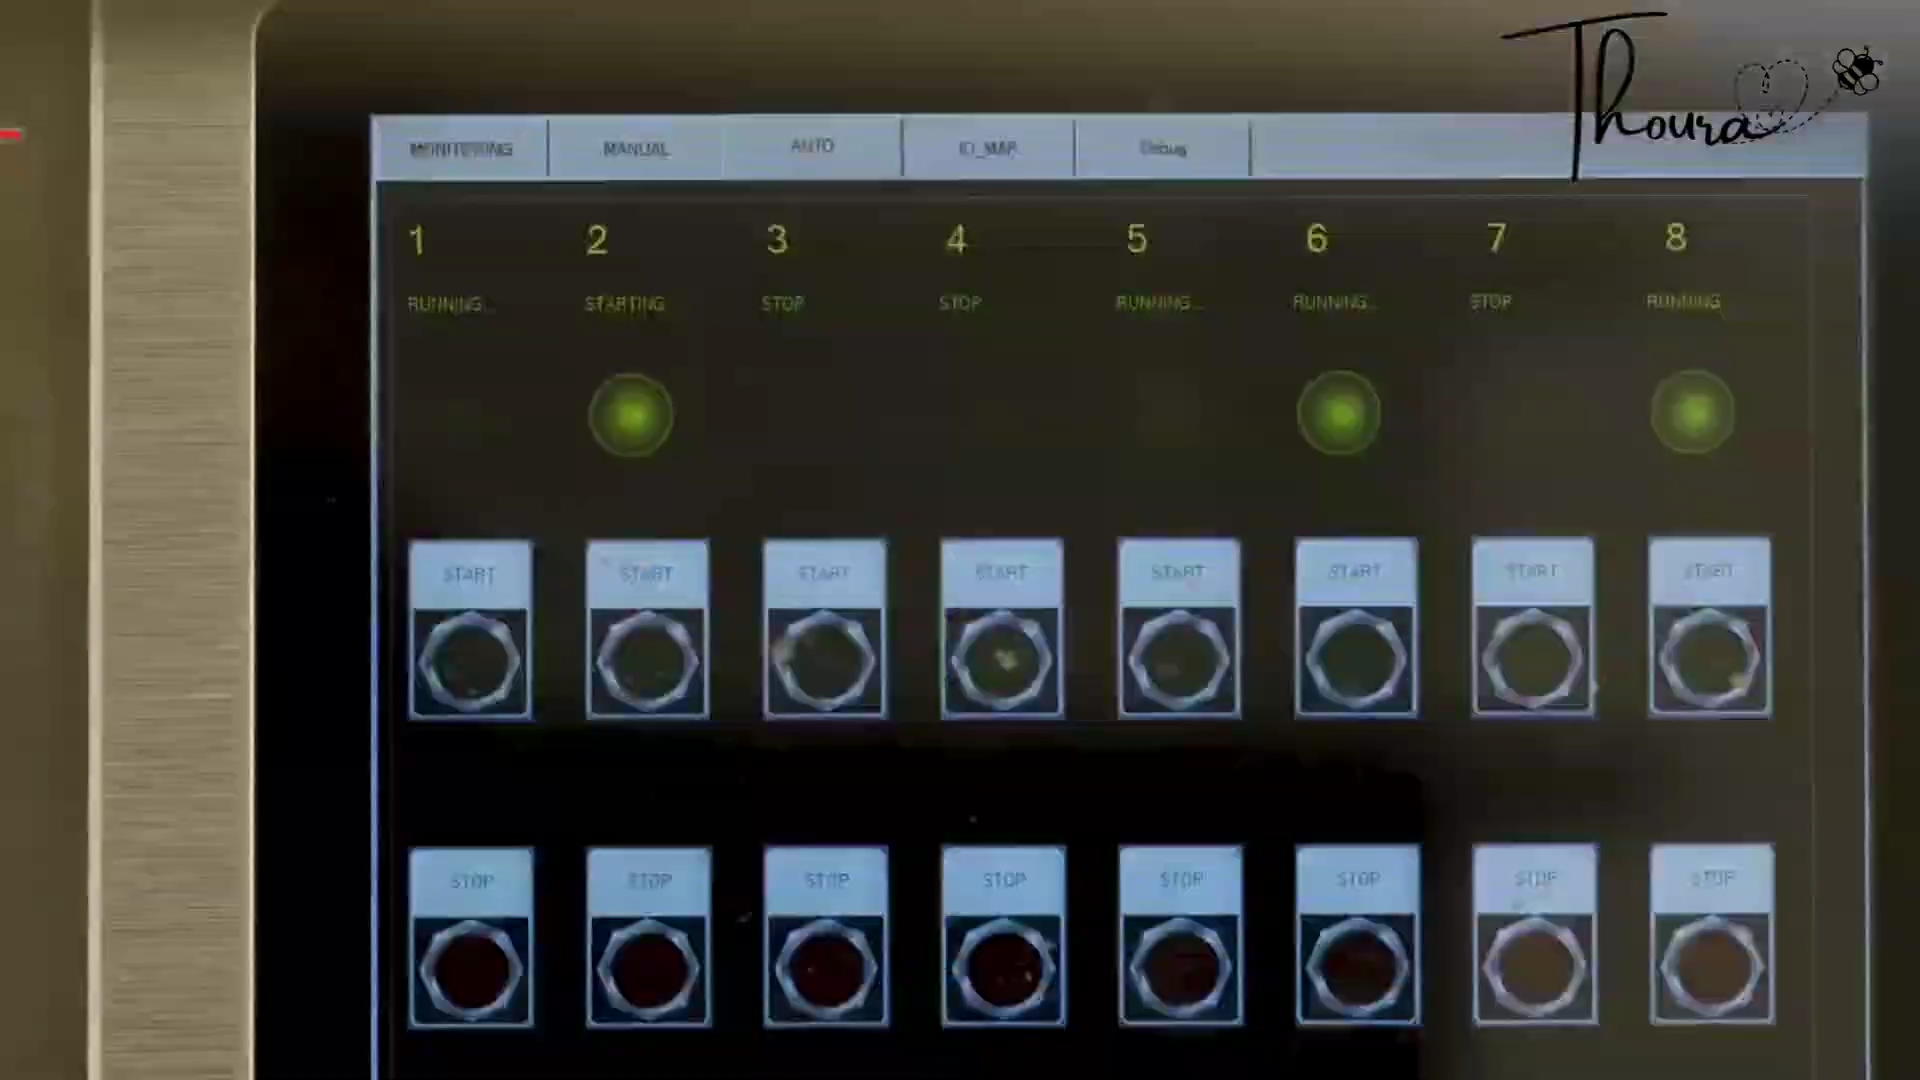 Thoura
MONITORING MANUAL AUTO IO_MAP Debug
1 2 3 4 5 6 7 8
RUNNING... STARTING STOP STOP RUNNING... RUNNING... STOP RUNNING
START START START START START START START START
STOP STOP STOP STOP STOP STOP STOP STOP